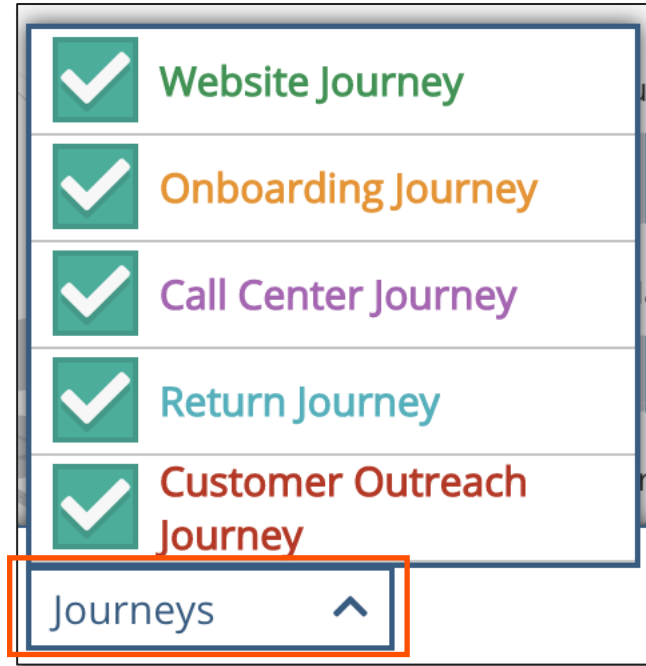 Website Journey
Onboarding Journey
Call Center Journey
Return Journey
Customer Outreach
Journey
Journeys